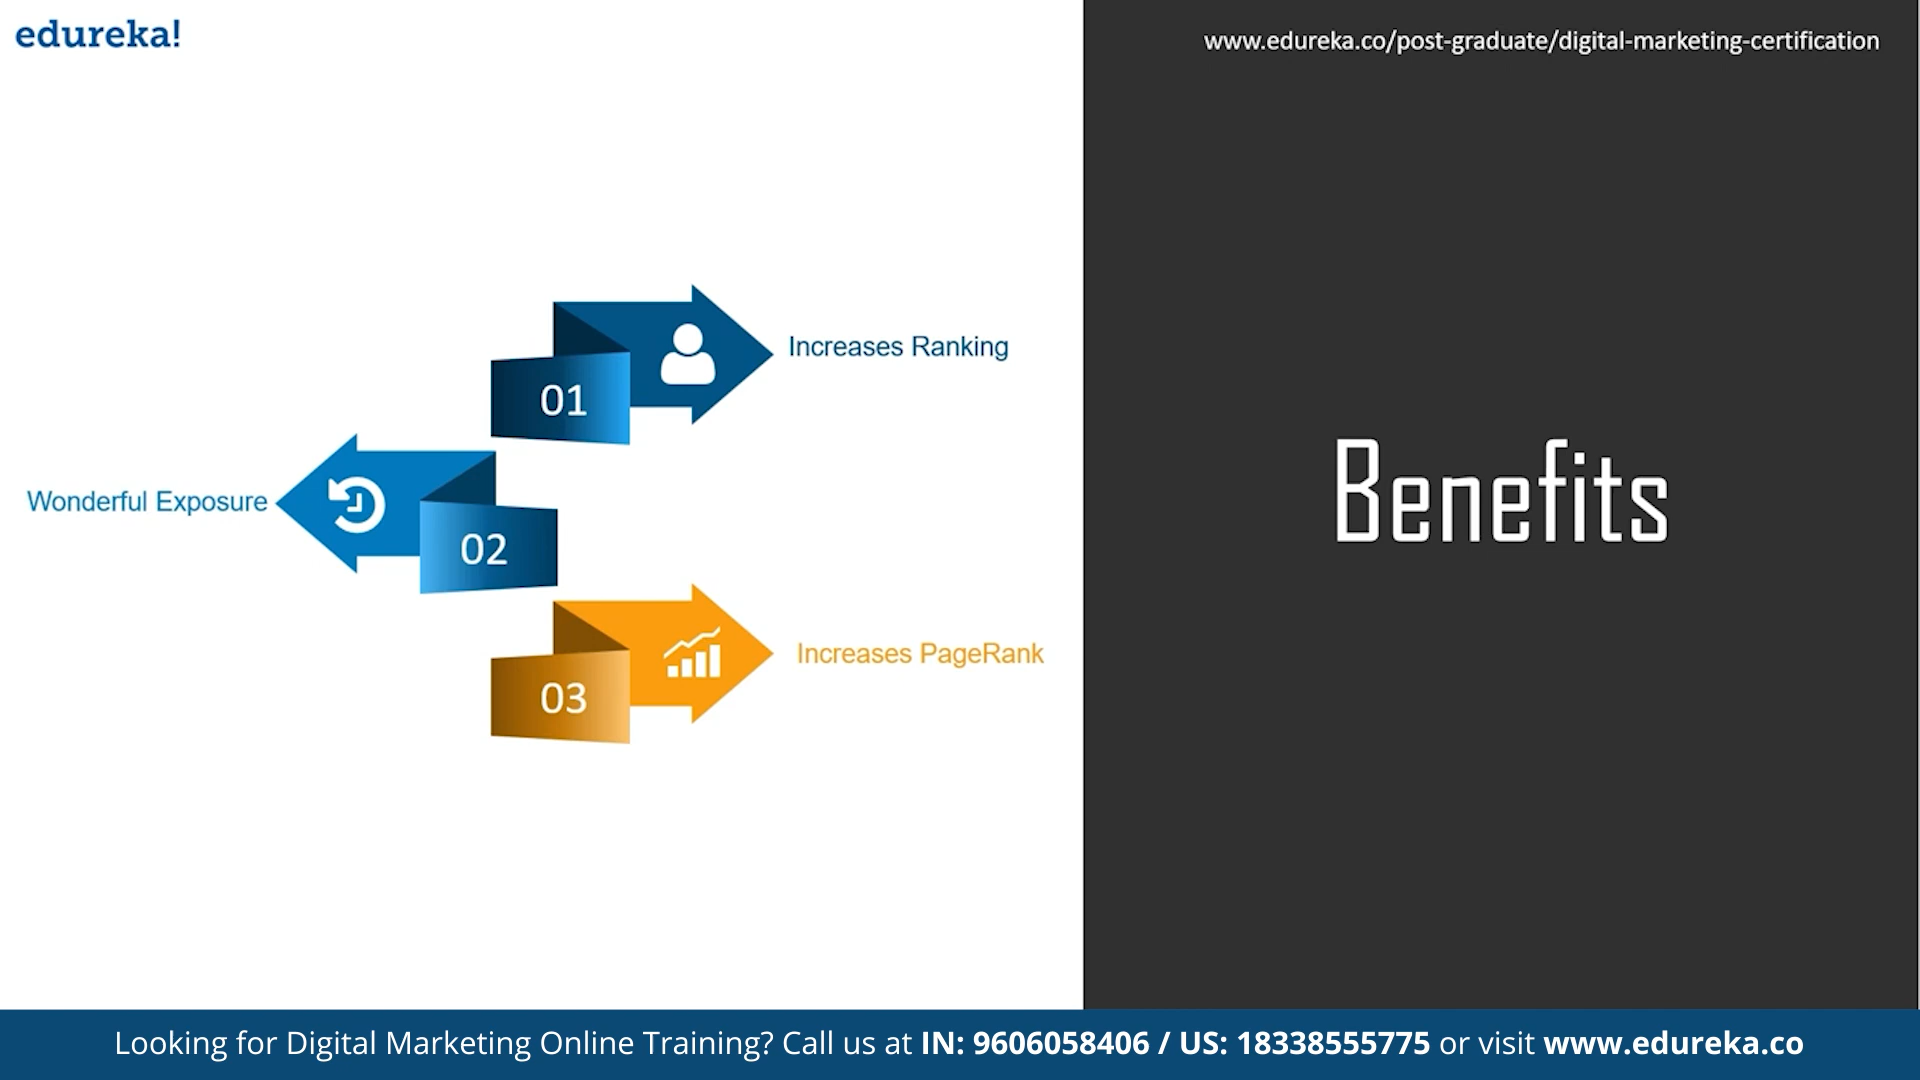 edureka!
www.edureka.co/post-graduate/digital-marketing-certification
01
Increases Ranking
Wonderful Exposure
02
03
Increases PageRank
Benefits
Looking for Digital Marketing Online Training? Call us at IN: 9606058406 / US: 18338555775 or visit www.edureka.co